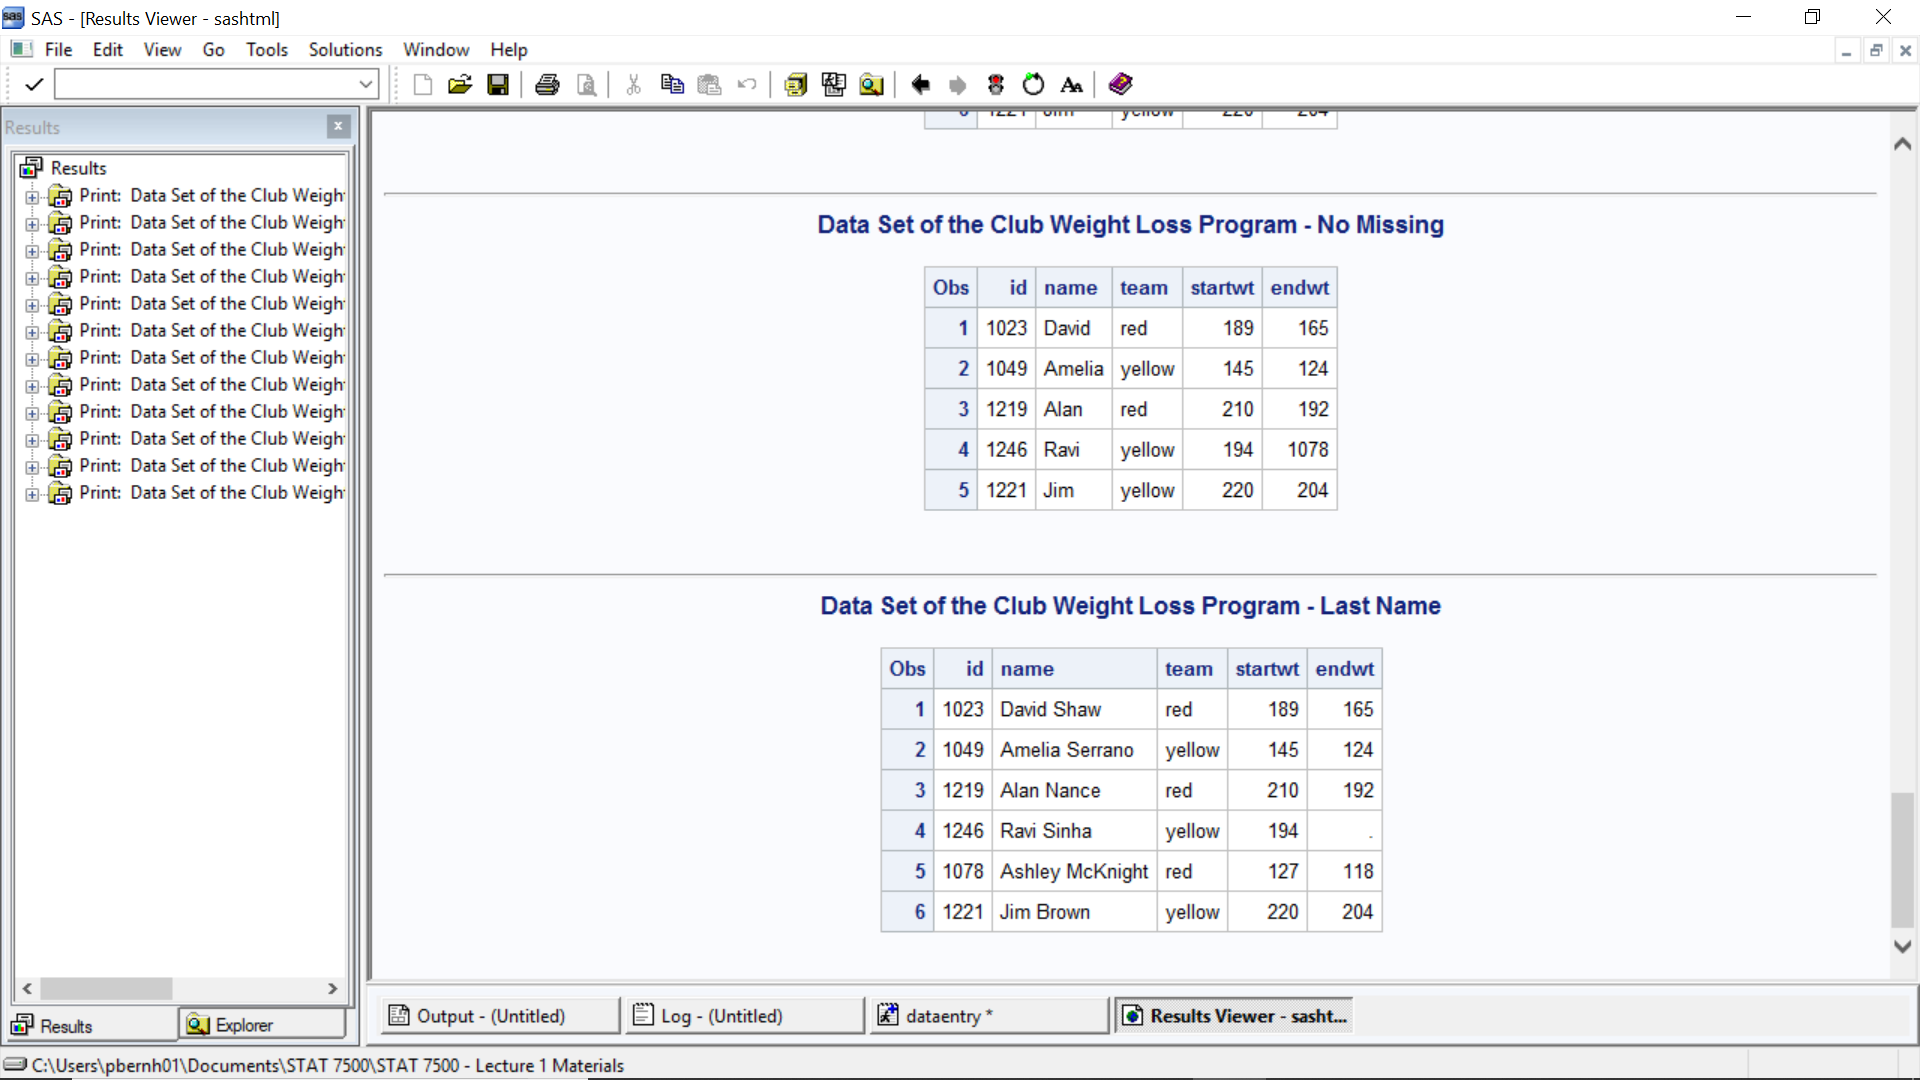 SAS - [Results Viewer - sashtml]
File Edit View Go Tools Solutions Window Help
Results
Results
Print: Data Set of the Club Weigh
Print: Data Set of the Club Weigh
Print: Data Set of the Club Weigh
Print: Data Set of the Club Weigh
Print: Data Set of the Club Weigh
Print: Data Set of the Club Weigh
Print: Data Set of the Club Weigh
Print: Data Set of the Club Weigh
Print: Data Set of the Club Weigh
Print: Data Set of the Club Weigh
Print: Data Set of the Club Weigh
Print: Data Set of the Club Weigh
Results Explorer
1221 Jim yellow 220 204
Data Set of the Club Weight Loss Program - No Missing
Obs id name team startwt endwt
1 1023 David red 189 165
2 1049 Amelia yellow 145 124
3 1219 Alan red 210 192
4 1246 Ravi yellow 194 1078
5 1221 Jim yellow 220 204
Data Set of the Club Weight Loss Program - Last Name
Obs id name team startwt endwt
1 1023 David Shaw red 189 165
2 1049 Amelia Serrano yellow 145 124
3 1219 Alan Nance red 210 192
4 1246 Ravi Sinha yellow 194 .
5 1078 Ashley McKnight red 127 118
6 1221 Jim Brown yellow 220 204
Output - (Untitled) Log - (Untitled) dataentry * Results Viewer - sasht...
C:\Users\pbernh01\Documents\STAT 7500\STAT 7500 - Lecture 1 Materials